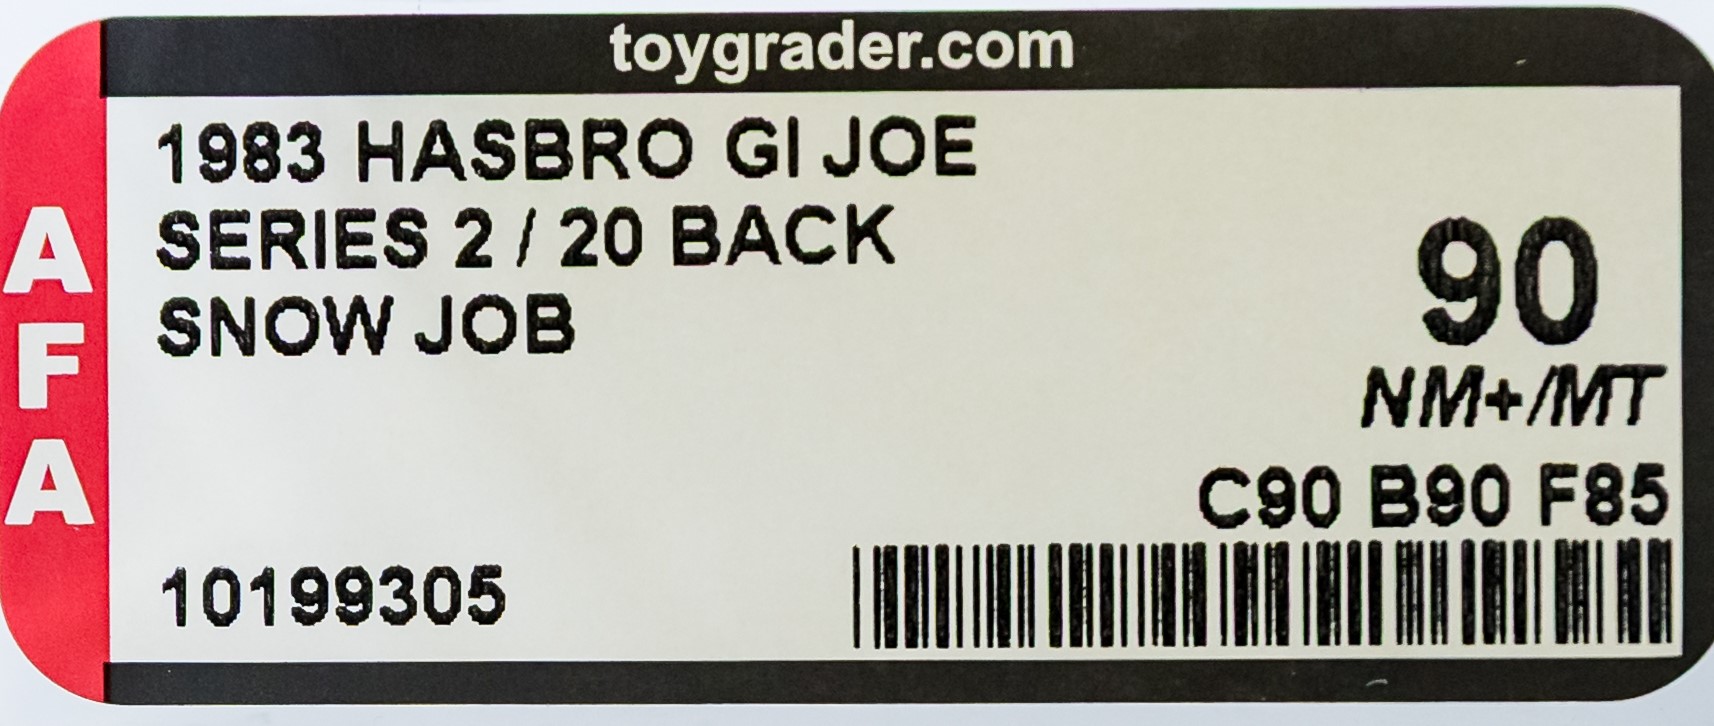 toygrader.com
AFA
1983 HASBRO GI JOE
SERIES 2 / 20 BACK
SNOW JOB
90
NM+/MT
C90 B90 F85
10199305